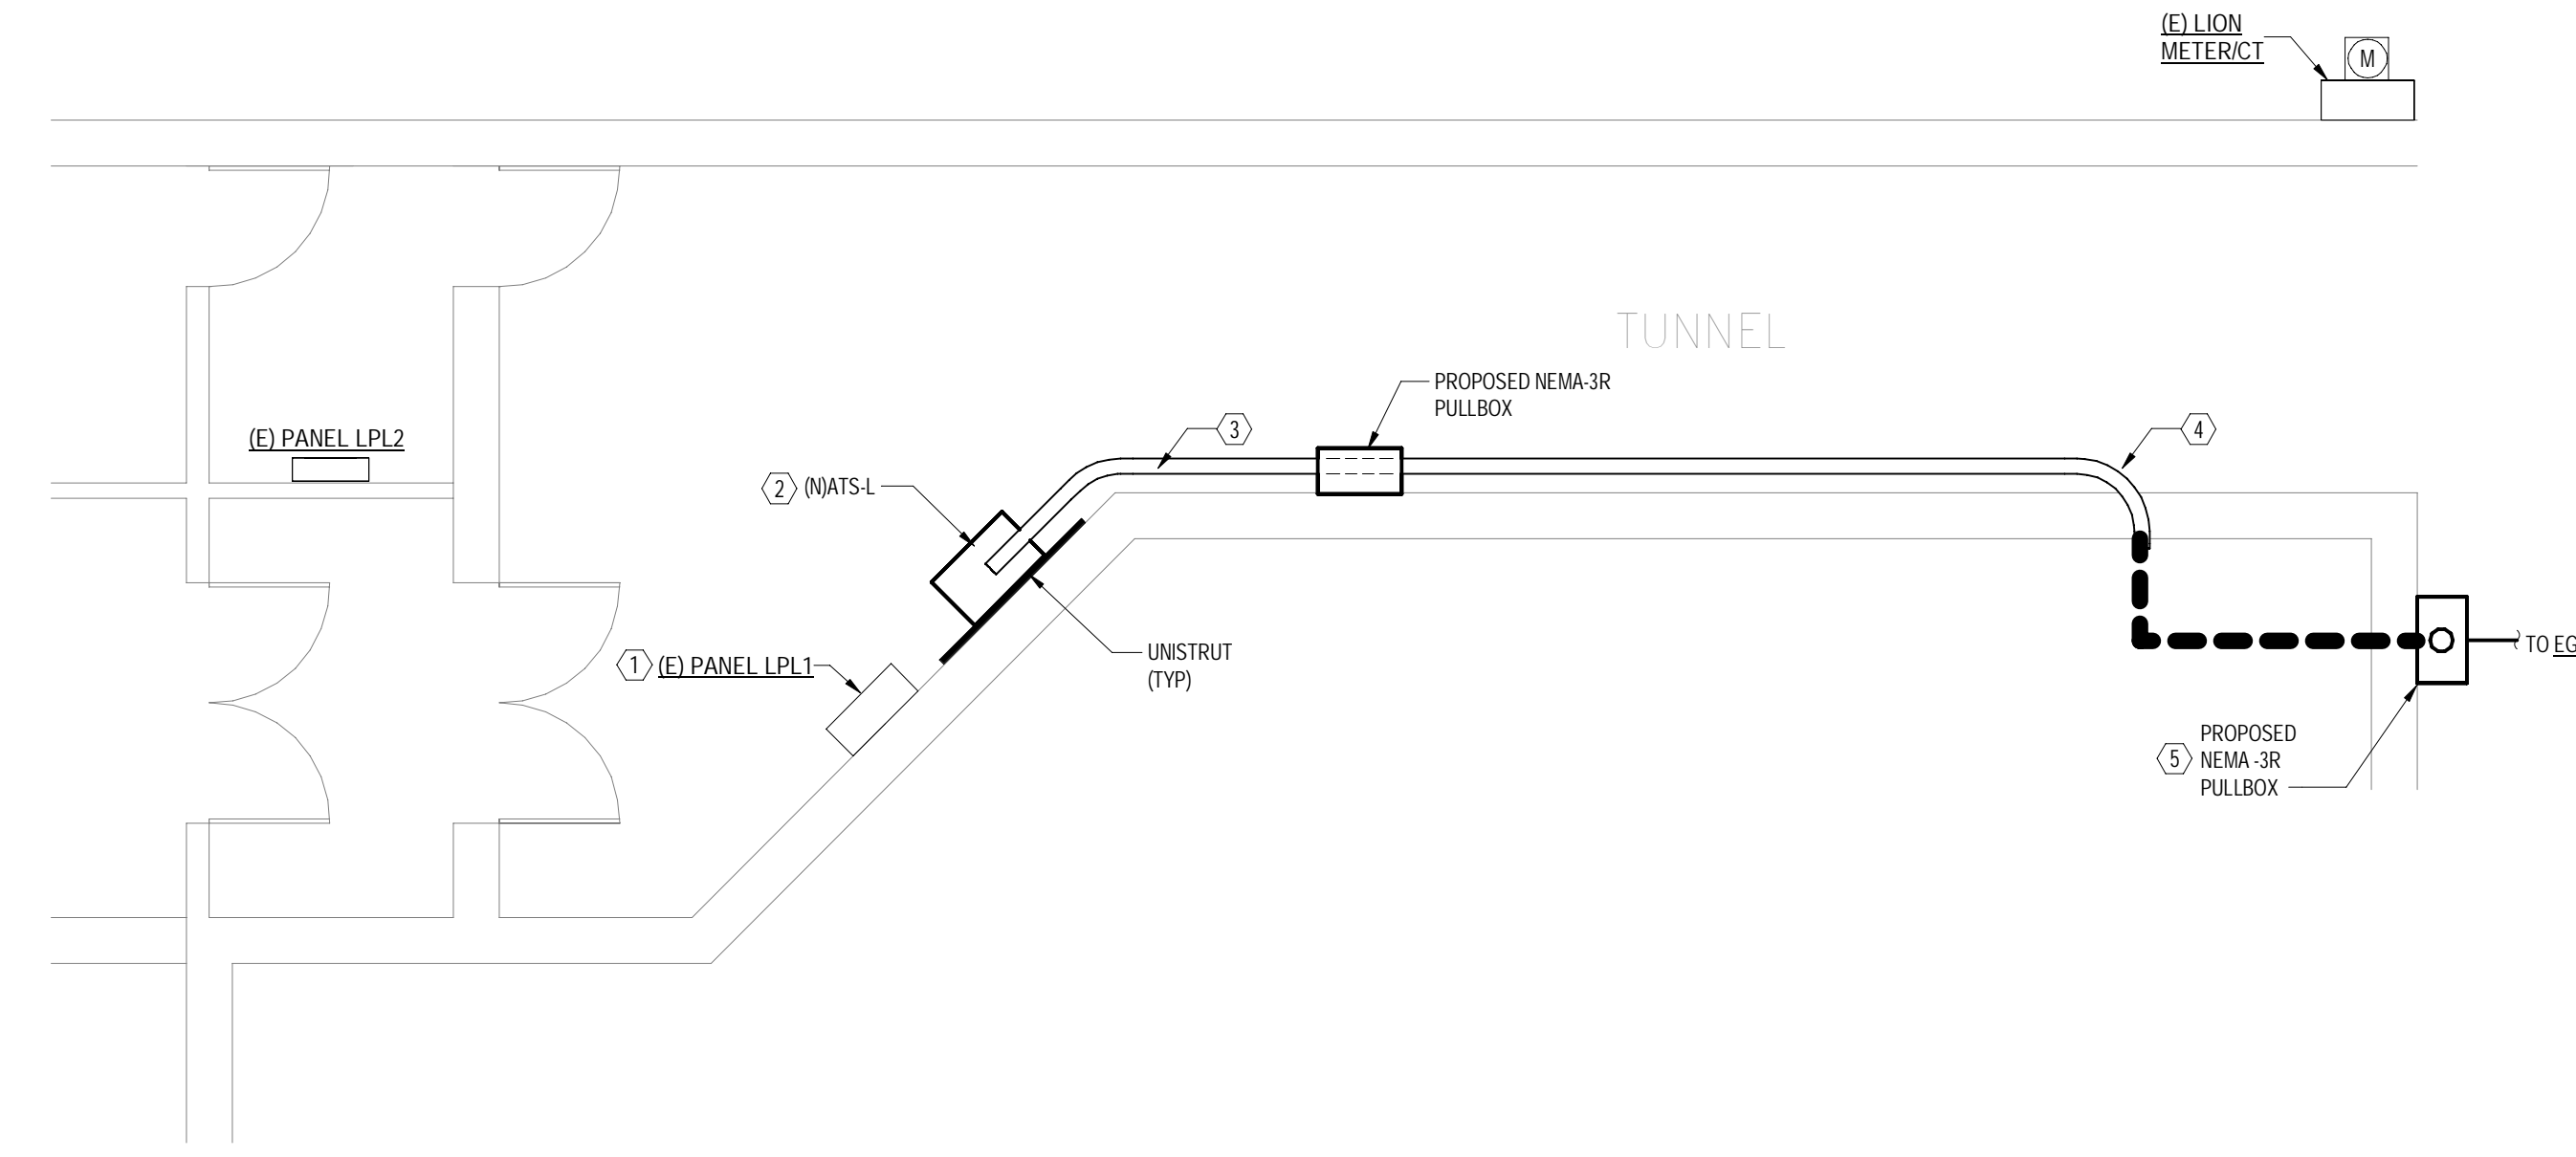 (E) LION
METER/CT
M
TUNNEL
PROPOSED NEMA-3R
PULLBOX
3
4
(E) PANEL LPL2
2 (N)ATS-L
1 (E) PANEL LPL1
UNISTRUT
(TYP)
TO EG
5
PROPOSED
NEMA -3R
PULLBOX